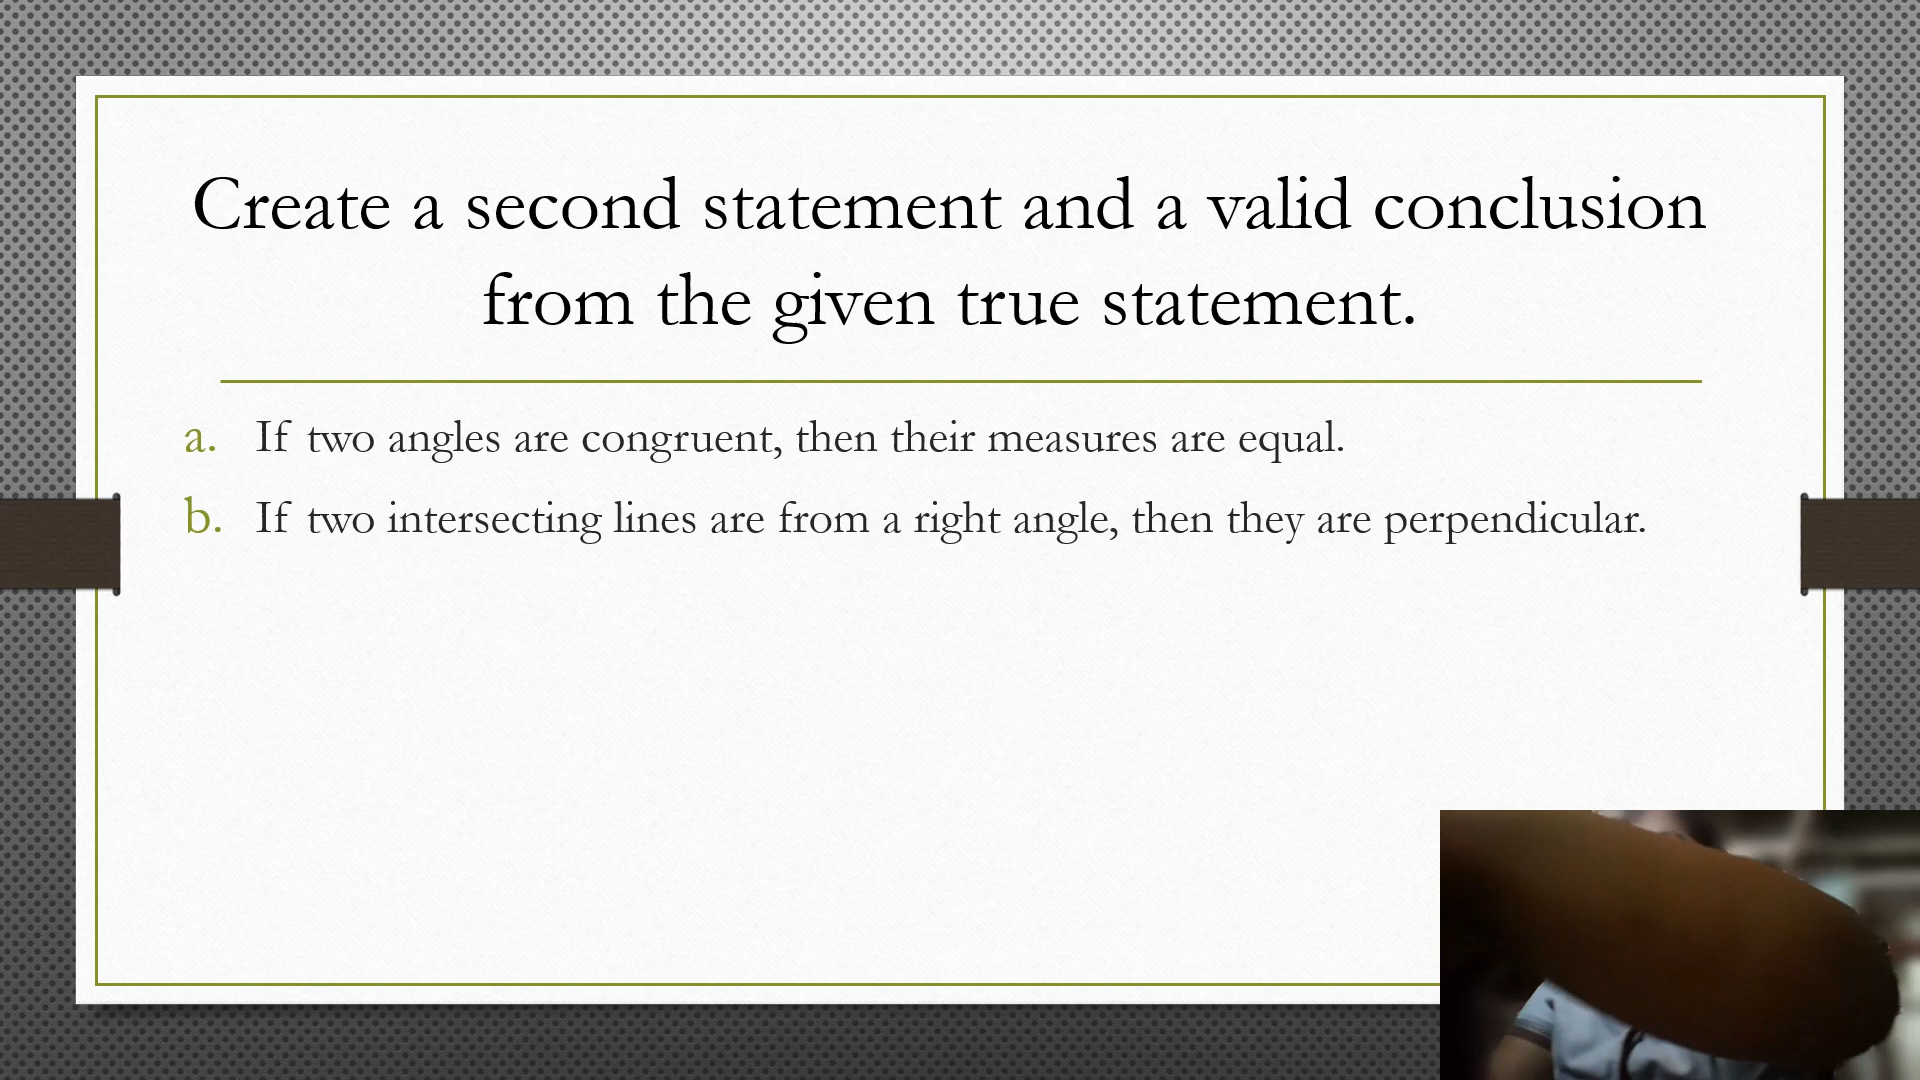 Create a second statement and a valid conclusion
from the given true statement.
a. If two angles are congruent, then their measures are equal.
b. If two intersecting lines are from a right angle, then they are perpendicular.